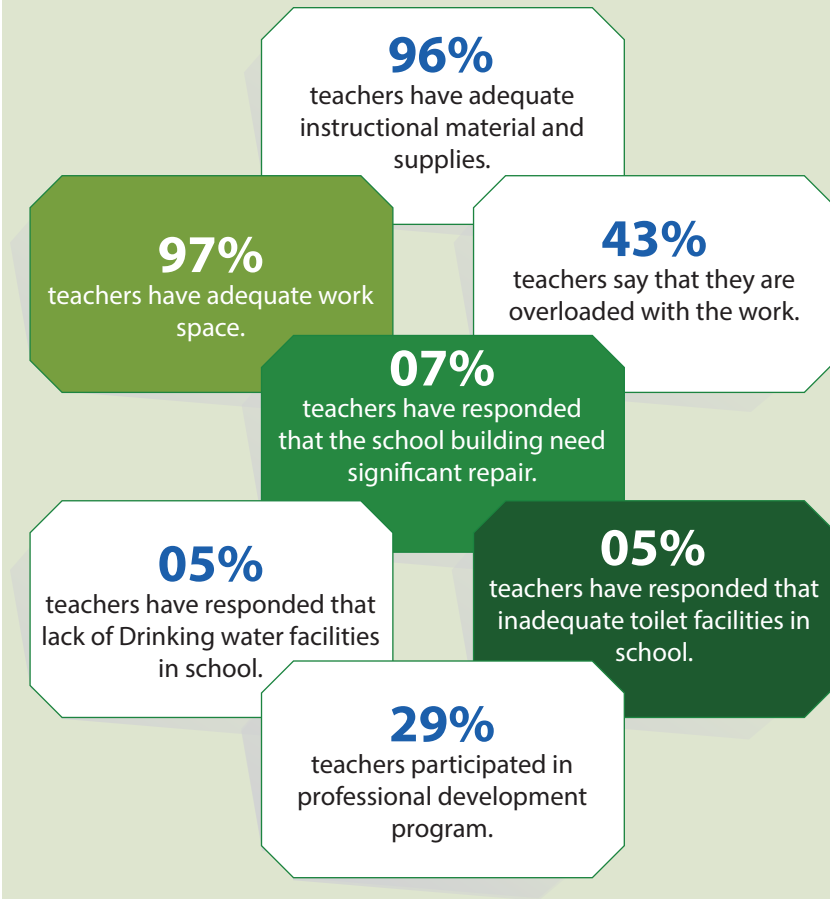 96%
teachers have adequate
instructional material and
supplies.
97%
teachers have adequate work
space.
43%
teachers say that they are
overloaded with the work.
07%
teachers have responded
that the school building need
significant repair.
05%
teachers have responded that
lack of Drinking water facilities
in school.
05%
teachers have responded that
inadequate toilet facilities in
school.
29%
teachers participated in
professional development
program.